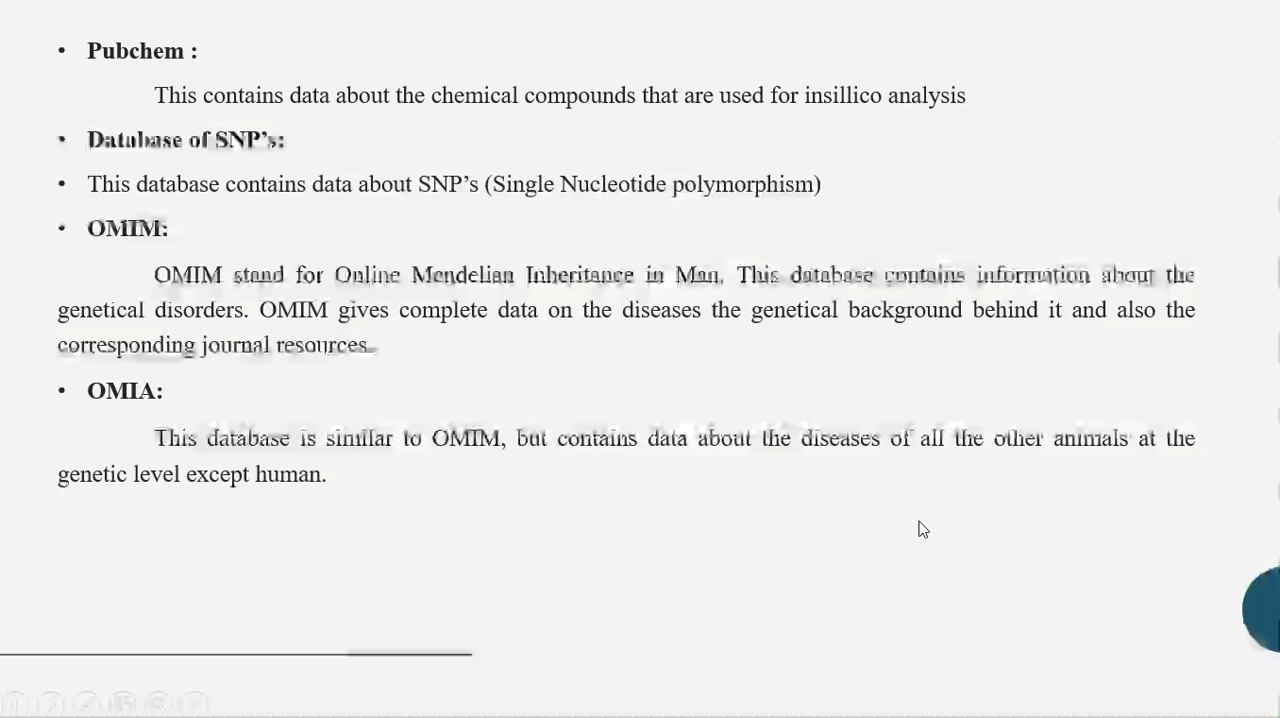 • Pubchem :
This contains data about the chemical compounds that are used for insillico analysis
• Database of SNP's:
• This database contains data about SNP's (Single Nucleotide polymorphism)
• OMIM:
OMIM stand for Online Mendelian Inheritance in Man. This database contains information about the
genetical disorders. OMIM gives complete data on the diseases the genetical background behind it and also the
corresponding journal resources.
• OMIA:
This database is similar to OMIM, but contains data about the diseases of all the other animals at the
genetic level except human.